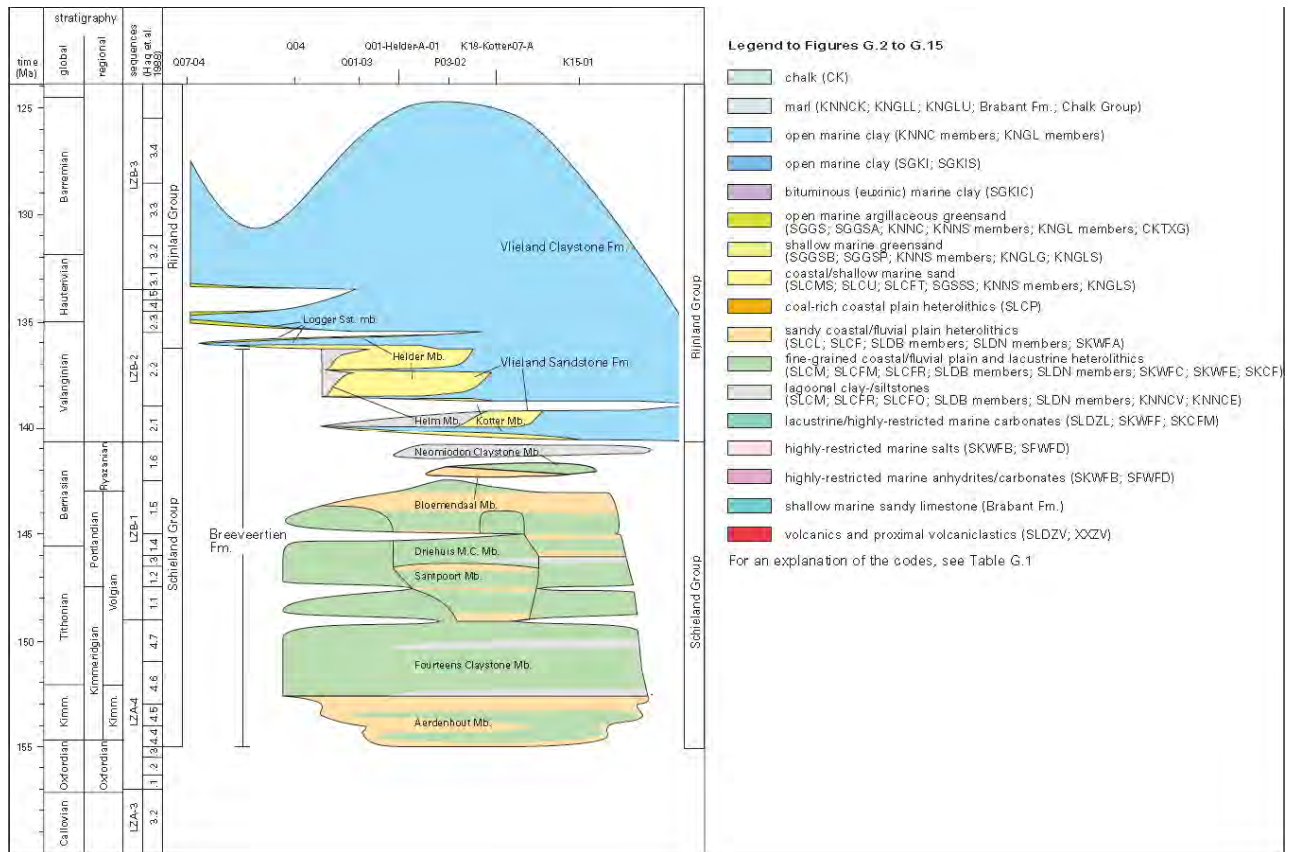 stratigraphy
time
(Ma)
global
regional
sequences
(Haq et. al.
1988)
Q04
Q01-Helder-A-01
K18-Kotter-07-A
Q07-04
Q01-03
P03-02
K15-01
125
130
135
140
145
150
155
Barremian
Hauterivian
Valanginian
Berriasian
Tithonian
Kimm.
Oxfordian
Callovian
Ryazanian
Portlandian
Kimmeridgian
Oxfordian
Volgian
Kimm.
LZB-3
LZB-2
LZB-1
LZA-4
LZA-3
3.4
3.3
3.2
3.1
.5
.4
2.3
2.2
2.1
1.6
1.5
1.4
.3
1.2
1.1
4.7
4.6
4.5
4.4
.3
.2
.1
3.2
Rijnland Group
Schieland Group
Breeveertien
Fm.
Vlieland Claystone Fm.
Logger Sst. mb.
Helder Mb.
Vlieland Sandstone Fm.
Helm Mb.
Kotter Mb.
Neomiodon Claystone Mb.
Bloemendaal Mb.
Driehuis M.C. Mb.
Santpoort Mb.
Fourteens Claystone Mb.
Aerdenhout Mb.
Rijnland Group
Schieland Group
Legend to Figures G.2 to G.15
chalk (CK)
marl (KNNCK; KNGLL; KNGLU; Brabant Fm.; Chalk Group)
open marine clay (KNNC members; KNGL members)
open marine clay (SGKI; SGKIS)
bituminous (euxinic) marine clay (SGKIC)
open marine argillaceous greensand
(SGGS; SGGSA; KNNC; KNNS members; KNGL members; CKTXG)
shallow marine greensand
(SGGSB; SGGSP; KNNS members; KNGLG; KNGLS)
coastal/shallow marine sand
(SLCMS; SLCU; SLCFT; SGSSS; KNNS members; KNGLS)
coal-rich coastal plain heterolithics (SLCP)
sandy coastal/fluvial plain heterolithics
(SLCL; SLCF; SLDB members; SLDN members; SKWFA)
fine-grained coastal/fluvial plain and lacustrine heterolithics
(SLCM; SLCFM; SLCFR; SLDB members; SLDN members; SKWFC; SKWFE; SKCF)
lagoonal clay-/siltstones
(SLCM; SLCFR; SLCFO; SLDB members; SLDN members; KNNCV; KNNCE)
lacustrine/highly-restricted marine carbonates (SLDZL; SKWFF; SKCFM)
highly-restricted marine salts (SKWFB; SFWFD)
highly-restricted marine anhydrites/carbonates (SKWFB; SFWFD)
shallow marine sandy limestone (Brabant Fm.)
volcanics and proximal volcaniclastics (SLDZV; XXZV)
For an explanation of the codes, see Table G.1